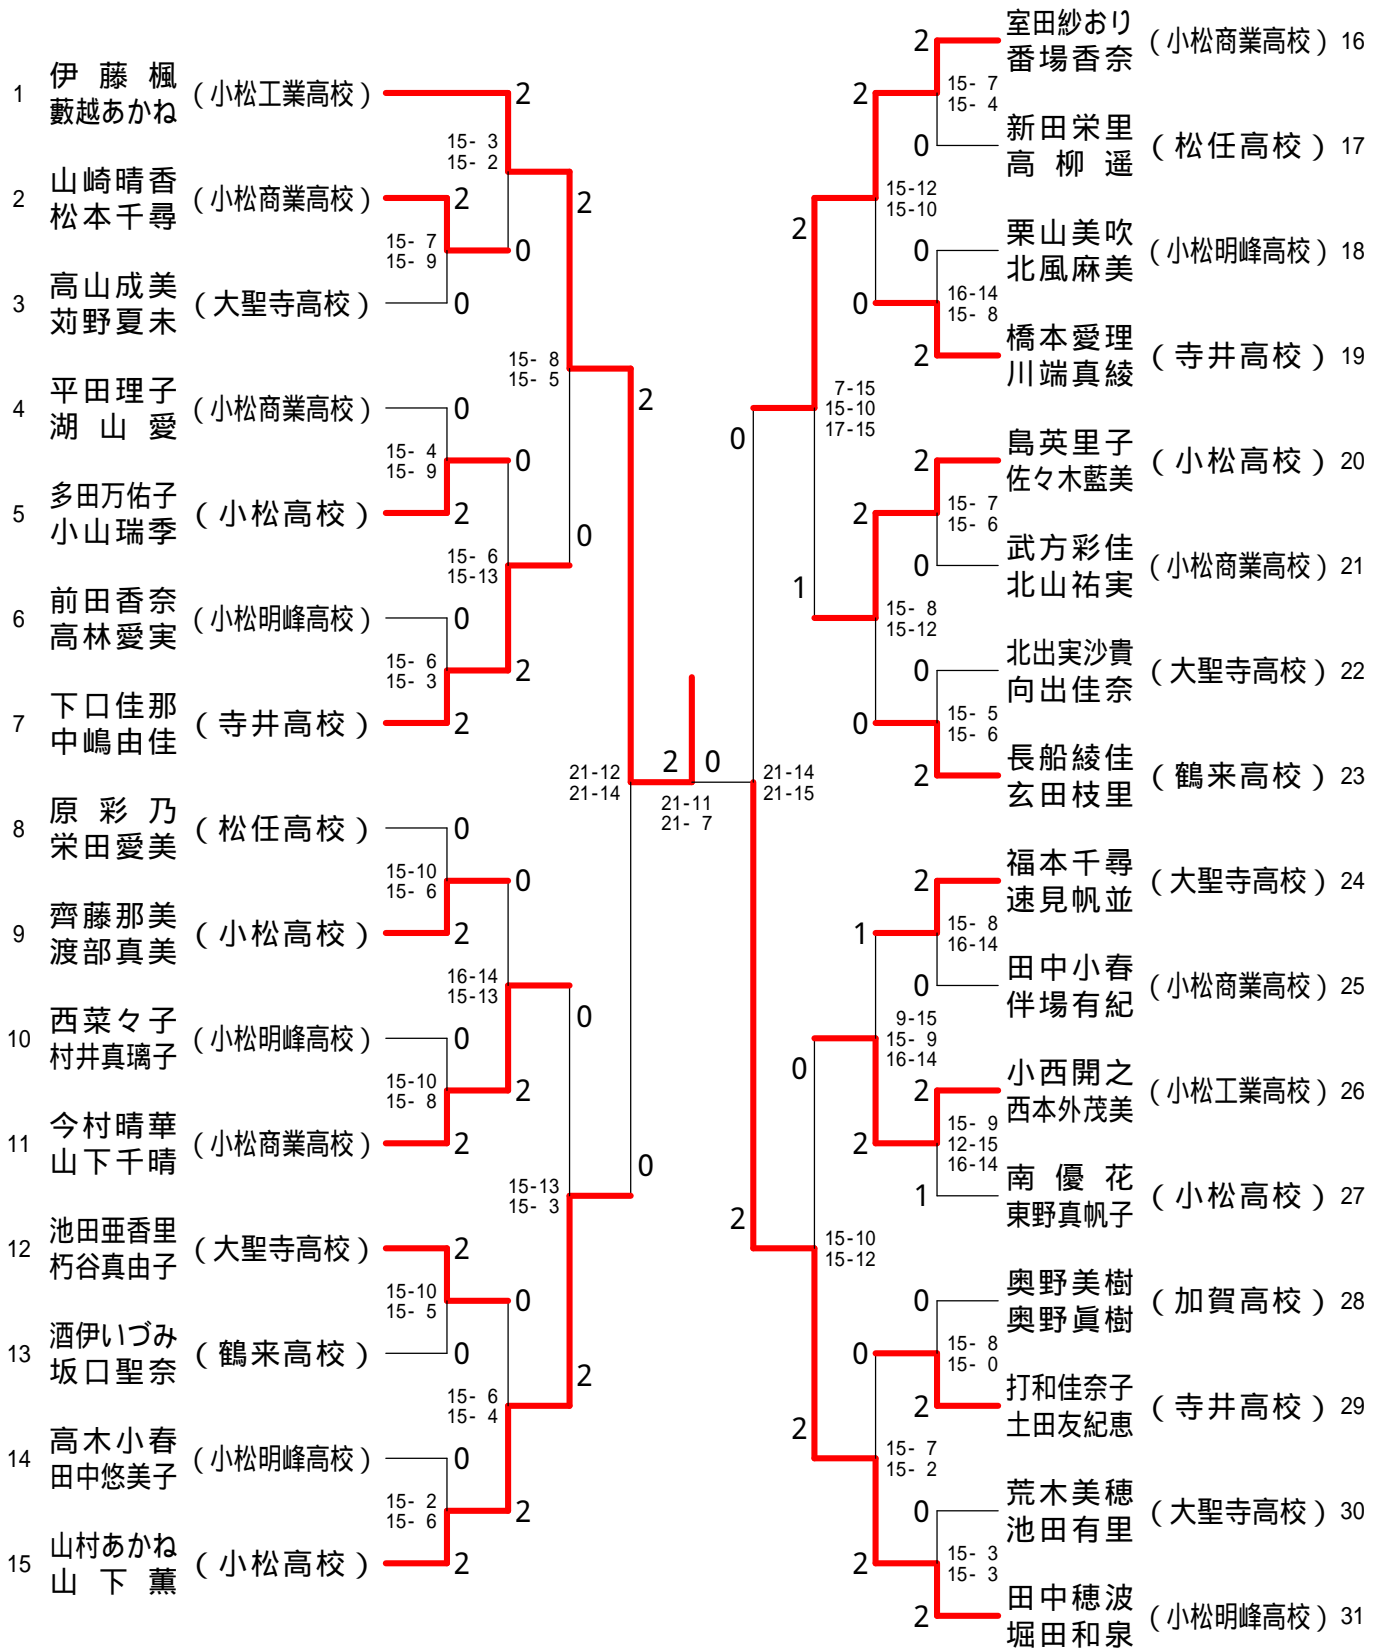 1 伊藤楓 (小松工業高校) 2
藪越あかね
15- 3
15- 2
2 山崎晴香 (小松商業高校) 2 2
松本千尋
15- 7 0
15- 9
3 高山成美 (大聖寺高校) 0
苅野夏未
15- 8
15- 5
4 平田理子 (小松商業高校) 0 2
湖山愛
15- 4 0
15- 9
5 多田万佑子 (小松高校) 2
小山瑞季
15- 6 0
15-13
6 前田香奈 (小松明峰高校) 0
高林愛実
15- 6 2
15- 3
7 下口佳那 (寺井高校) 2
中嶋由佳
21-12
21-14
8 原彩乃 (松任高校) 0
栄田愛美
15-10 0
15- 6
9 齊藤那美 (小松高校) 2
渡部真美
16-14 0
15-13
10 西菜々子 (小松明峰高校) 0
村井真璃子
15-10 2
15- 8
11 今村晴華 (小松商業高校) 2
山下千晴
15-13 0
15- 3
12 池田亜香里 (大聖寺高校) 2
朽谷真由子
15-10 0
15- 5
13 酒伊いづみ (鶴来高校) 0
坂口聖奈
15- 6 2
15- 4
14 高木小春 (小松明峰高校) 0
田中悠美子
15- 2 2
15- 6
15 山村あかね (小松高校) 2
山下薫
2 0
21-11
21- 7
2 室田紗おり (小松商業高校) 16
番場香奈
2 15- 7
15- 4
0 新田栄里 (松任高校) 17
高柳遥
2 15-12
15-10
0 栗山美吹 (小松明峰高校) 18
北風麻美
0 16-14
15- 8
2 橋本愛理 (寺井高校) 19
川端真綾
0 7-15
15-10
17-15
2 島英里子 (小松高校) 20
佐々木藍美
2 15- 7
15- 6
0 武方彩佳 (小松商業高校) 21
北山祐実
1 15- 8
15-12
0 北出実沙貴 (大聖寺高校) 22
向出佳奈
0 15- 5
15- 6
2 長船綾佳 (鶴来高校) 23
玄田枝里
21-14
21-15
2 福本千尋 (大聖寺高校) 24
速見帆並
1 15- 8
16-14
0 田中小春 (小松商業高校) 25
伴場有紀
0 9-15
15- 9
16-14
2 小西開之 (小松工業高校) 26
西本外茂美
2 15- 9
12-15
16-14
1 南優花 (小松高校) 27
東野真帆子
2 15-10
15-12
0 奥野美樹 (加賀高校) 28
奥野眞樹
0 15- 8
15- 0
2 打和佳奈子 (寺井高校) 29
土田友紀恵
2 15- 7
15- 2
0 荒木美穂 (大聖寺高校) 30
池田有里
2 15- 3
15- 3
2 田中穂波 (小松明峰高校) 31
堀田和泉